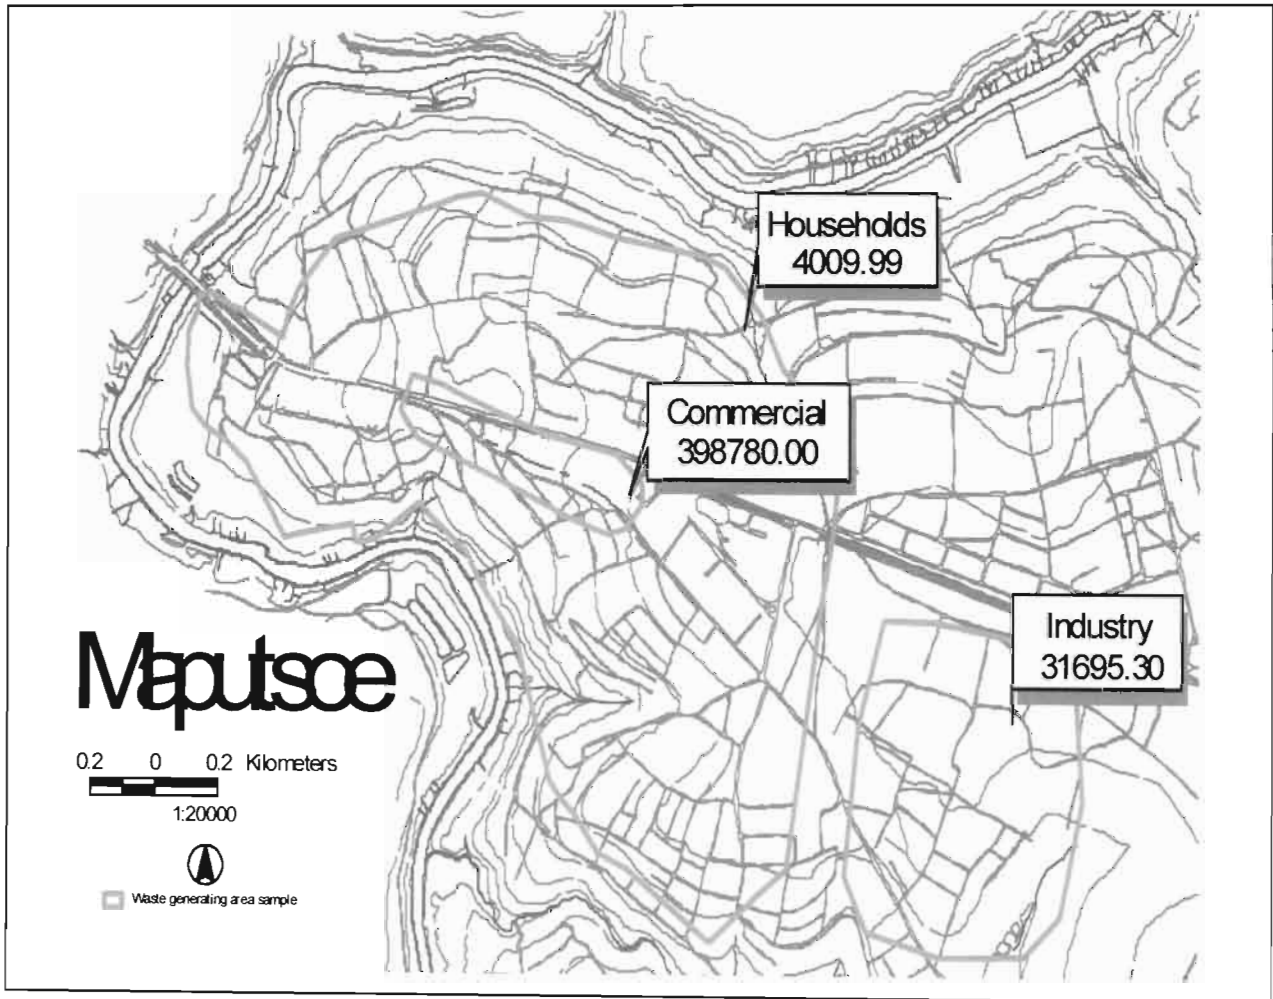 Households
4009.99
Commercial
398780.00
Industry
31695.30
Maputsoe
0.2 0 0.2 Kilometers
1:20000
Waste generating area sample